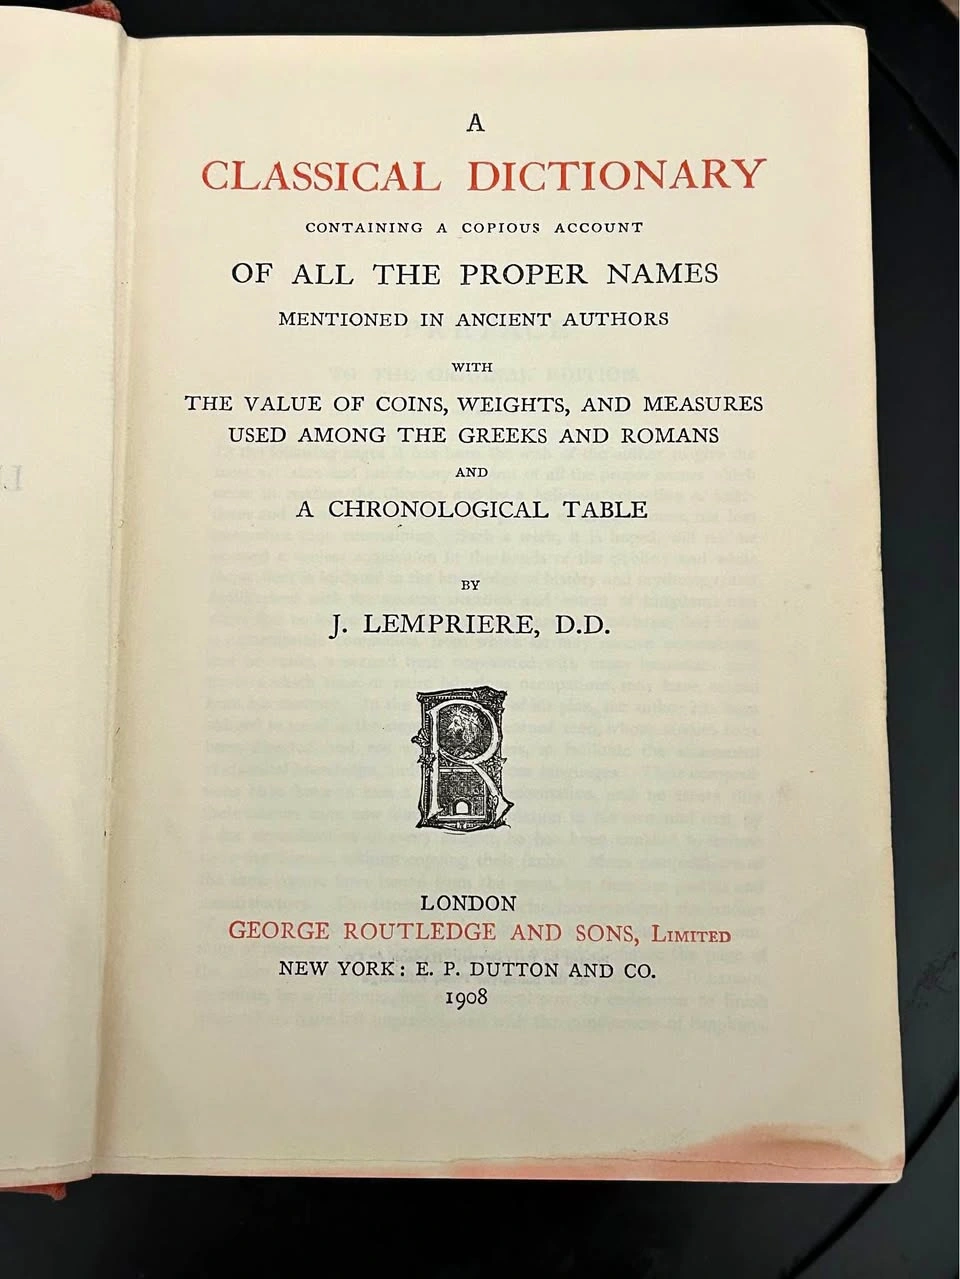 A
CLASSICAL DICTIONARY
CONTAINING A COPIOUS ACCOUNT
OF ALL THE PROPER NAMES
MENTIONED IN ANCIENT AUTHORS
WITH
THE VALUE OF COINS, WEIGHTS, AND MEASURES
USED AMONG THE GREEKS AND ROMANS
AND
A CHRONOLOGICAL TABLE
BY
J. LEMPRIERE, D.D.
R
LONDON
GEORGE ROUTLEDGE AND SONS, LIMITED
NEW YORK: E. P. DUTTON AND CO.
1908